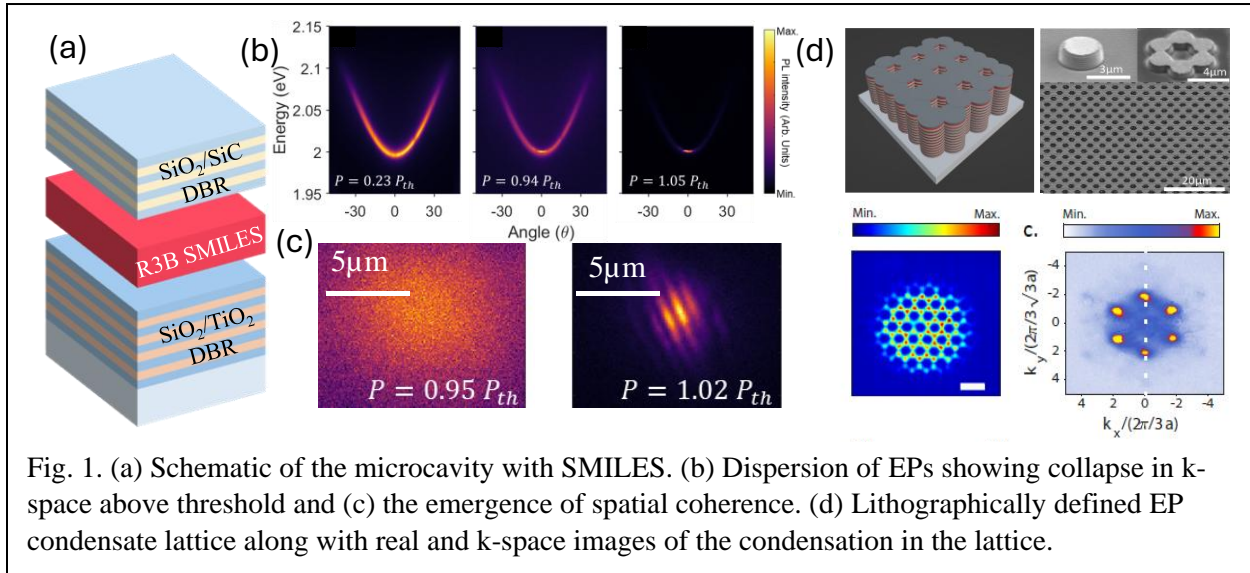 (a)
SiO2/SiC
DBR
R3B SMILES
SiO2/TiO2
DBR
(b)
2.15
2.1
2.05
2
1.95
Energy (eV)
P = 0.23 Pth
P = 0.94 Pth
P = 1.05 Pth
-30 0 30
-30 0 30
-30 0 30
Angle (θ)
Max.
PL intensity (Arb. Units)
Min.
(c)
5μm
P = 0.95 Pth
5μm
P = 1.02 Pth
(d)
3μm
4μm
20μm
Min. Max.
c.
Min Max.
-4
-2
0
2
4
k_y/(2π/3√3a)
4 2 0 -2 -4
k_x/(2π/3a)
Fig. 1. (a) Schematic of the microcavity with SMILES. (b) Dispersion of EPs showing collapse in k-
space above threshold and (c) the emergence of spatial coherence. (d) Lithographically defined EP
condensate lattice along with real and k-space images of the condensation in the lattice.